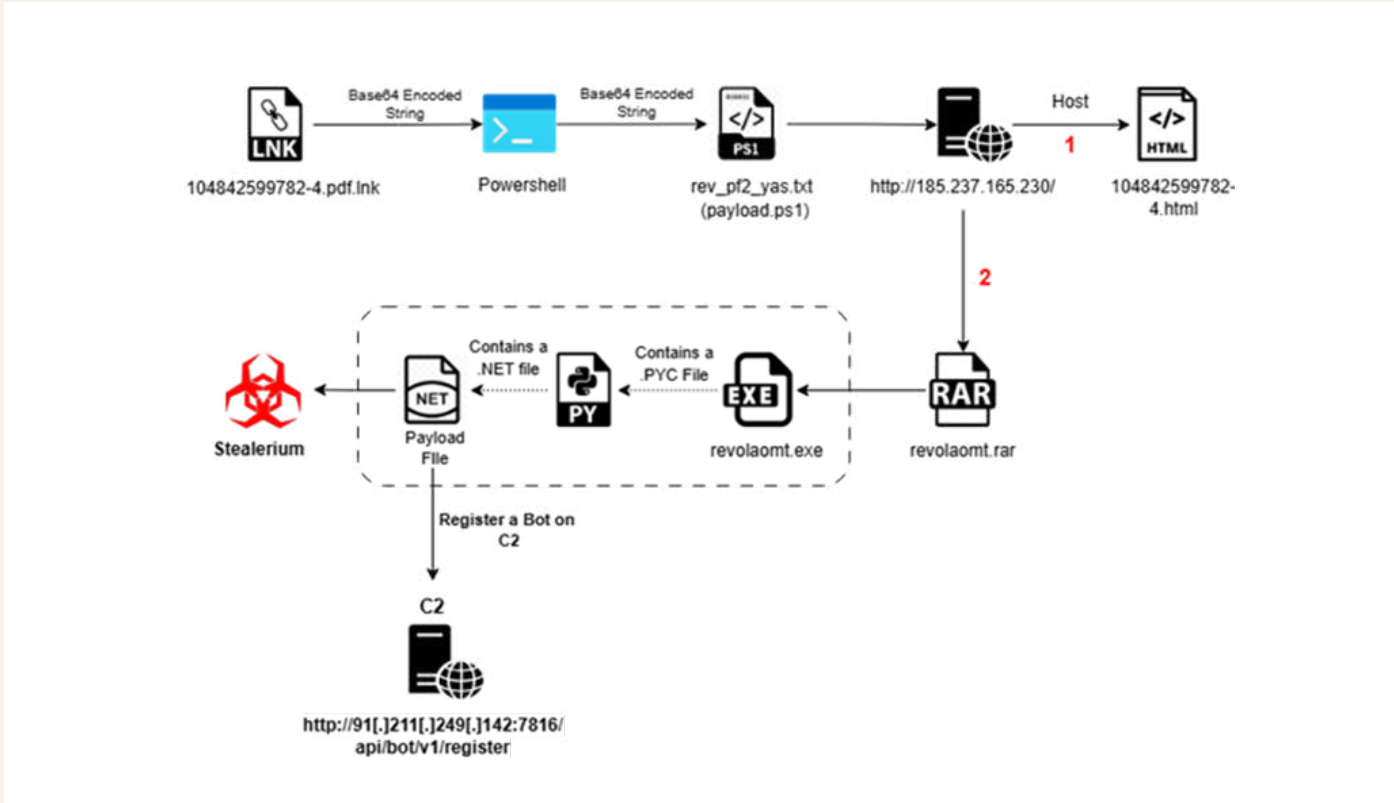 Base64 Encoded
String
Base64 Encoded
String
Host
1
LNK
PS1
HTML
104842599782-4.pdf.lnk
Powershell
rev_pf2_yas.txt
(payload.ps1)
http://185.237.165.230/
104842599782-
4.html
2
Contains a
.NET file
Contains a
.PYC File
NET
PY
EXE
RAR
Stealerium
Payload
FIle
revolaomt.exe
revolaomt.rar
Register a Bot on
C2
C2
http://91[.]211[.]249[.]142:7816/
api/bot/v1/register